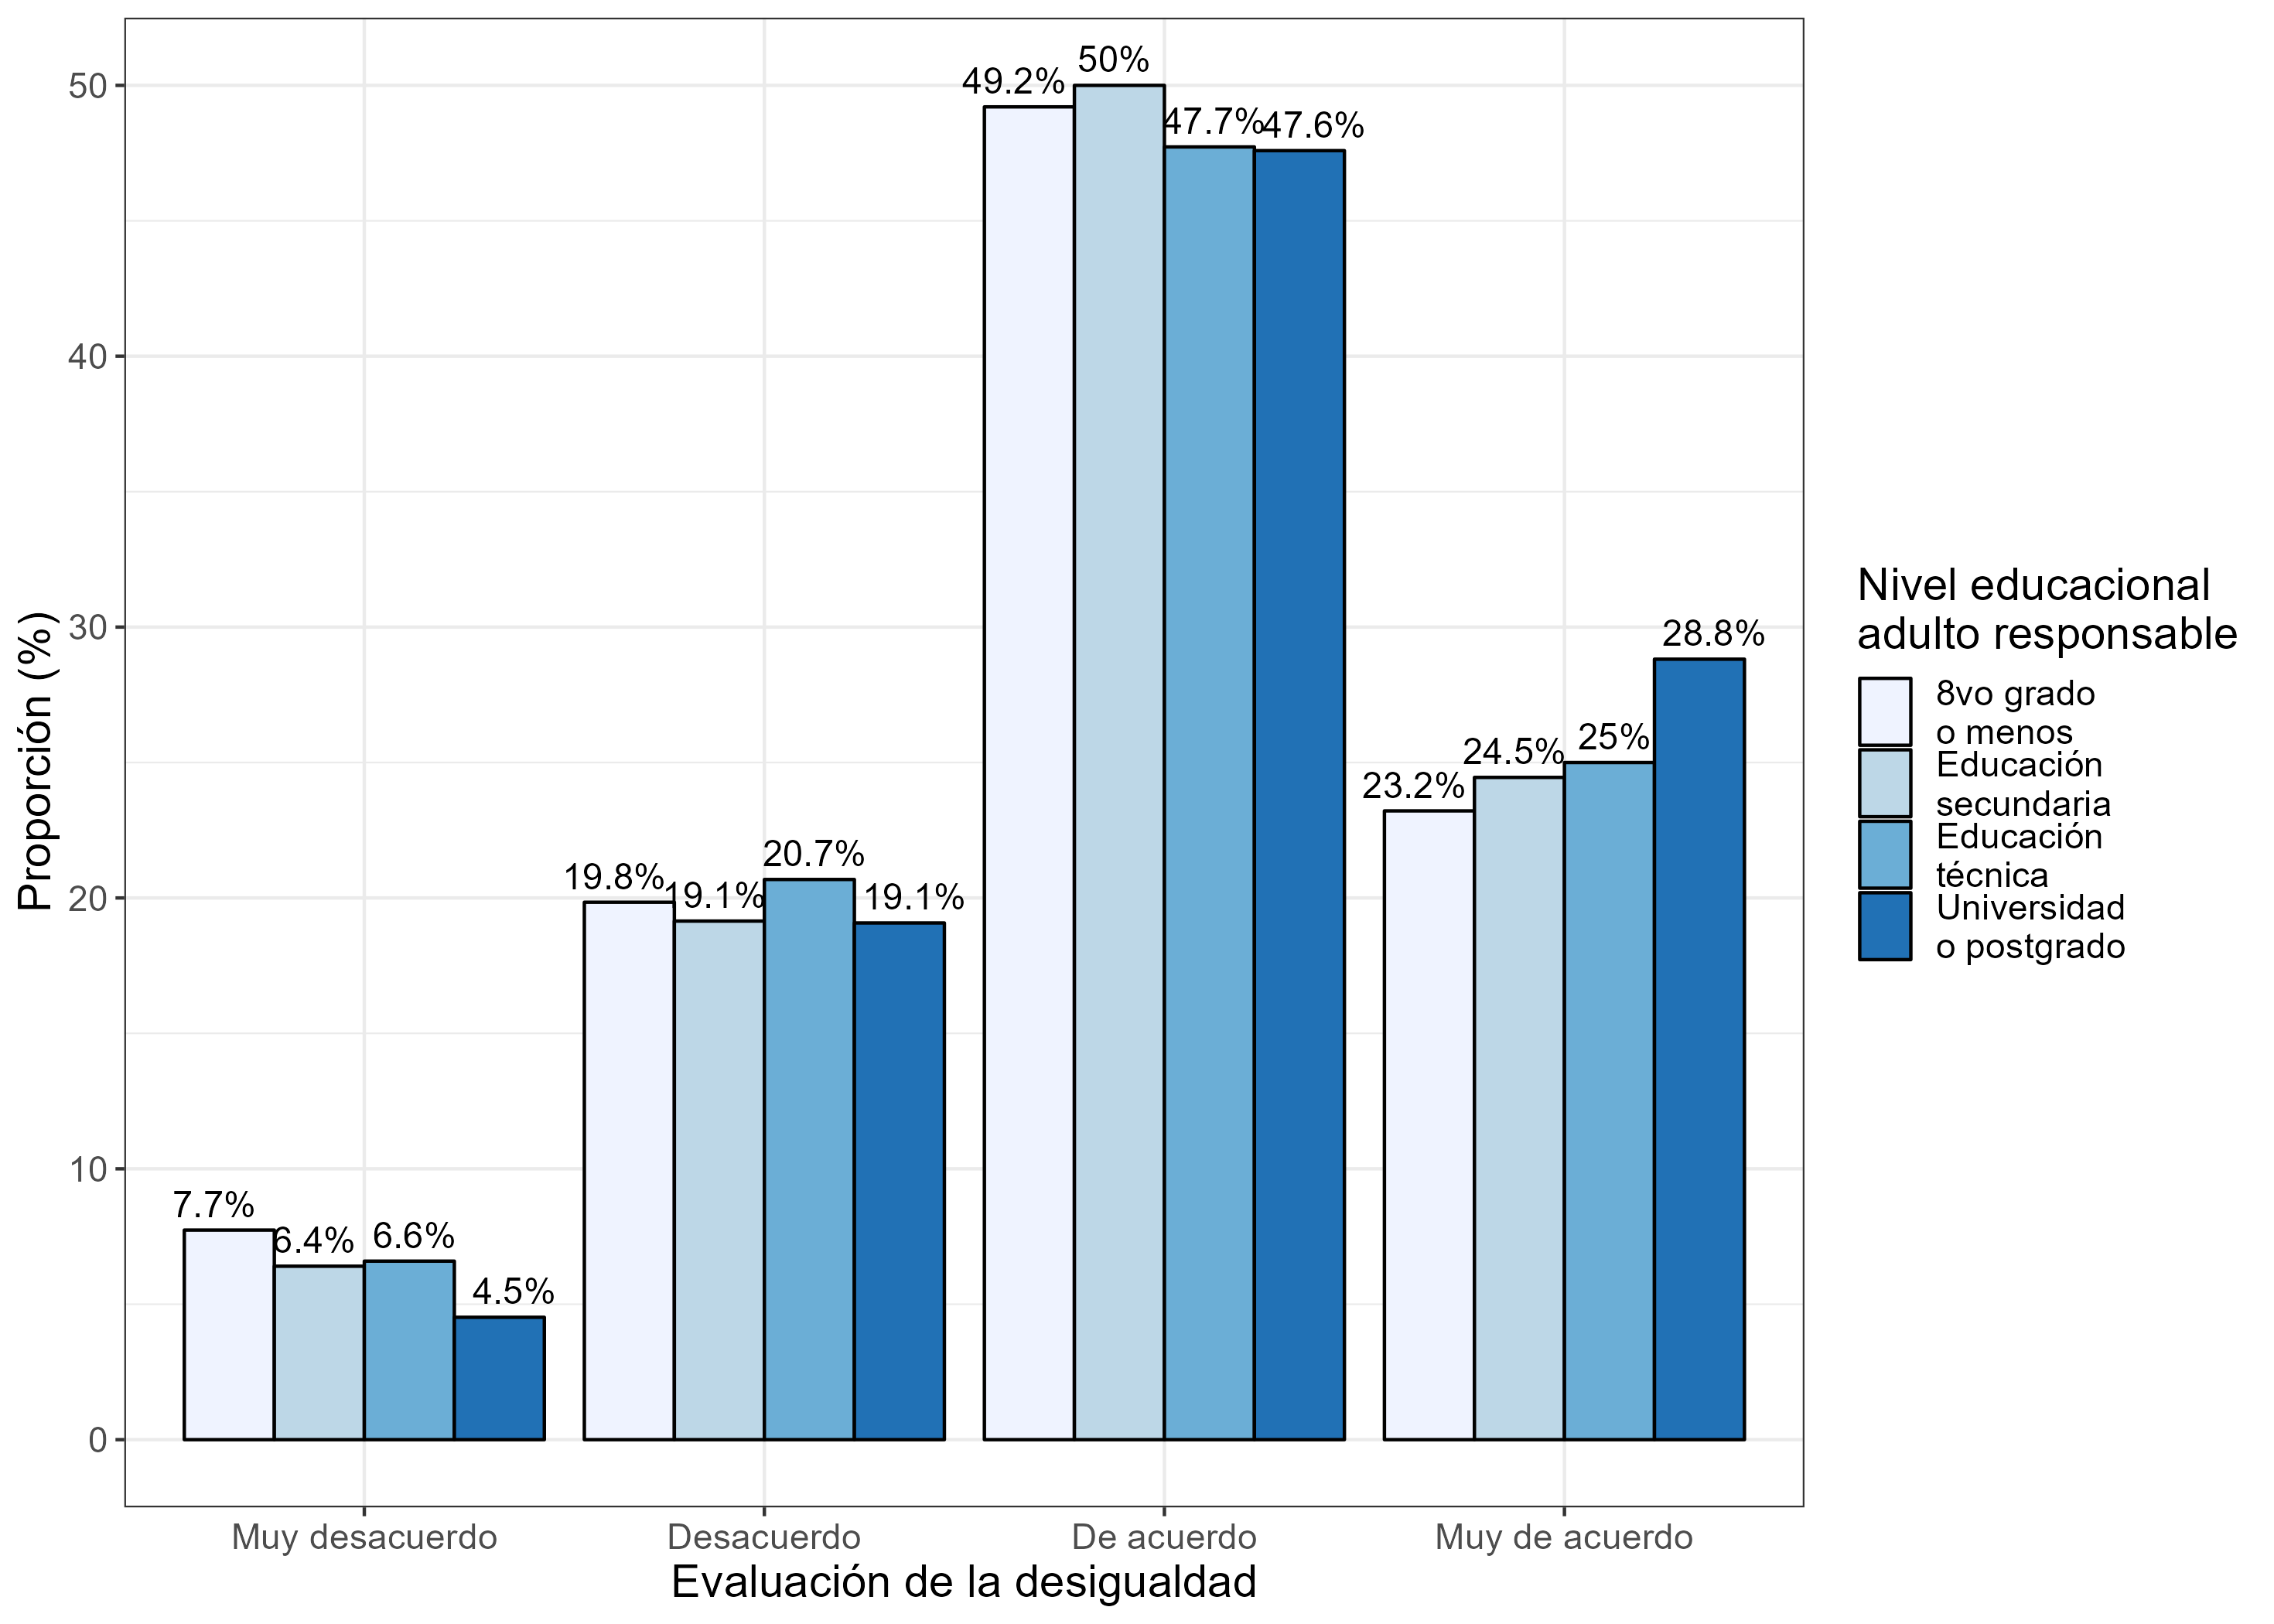 50
40
30
20
10
0
Proporción (%)
7.7%
6.4%
6.6%
4.5%
19.8%
19.1%
20.7%
19.1%
49.2%
50%
47.7%
47.6%
23.2%
24.5%
25%
28.8%
Muy desacuerdo
Desacuerdo
De acuerdo
Muy de acuerdo
Evaluación de la desigualdad
Nivel educacional
adulto responsable
8vo grado
o menos
Educación
secundaria
Educación
técnica
Universidad
o postgrado